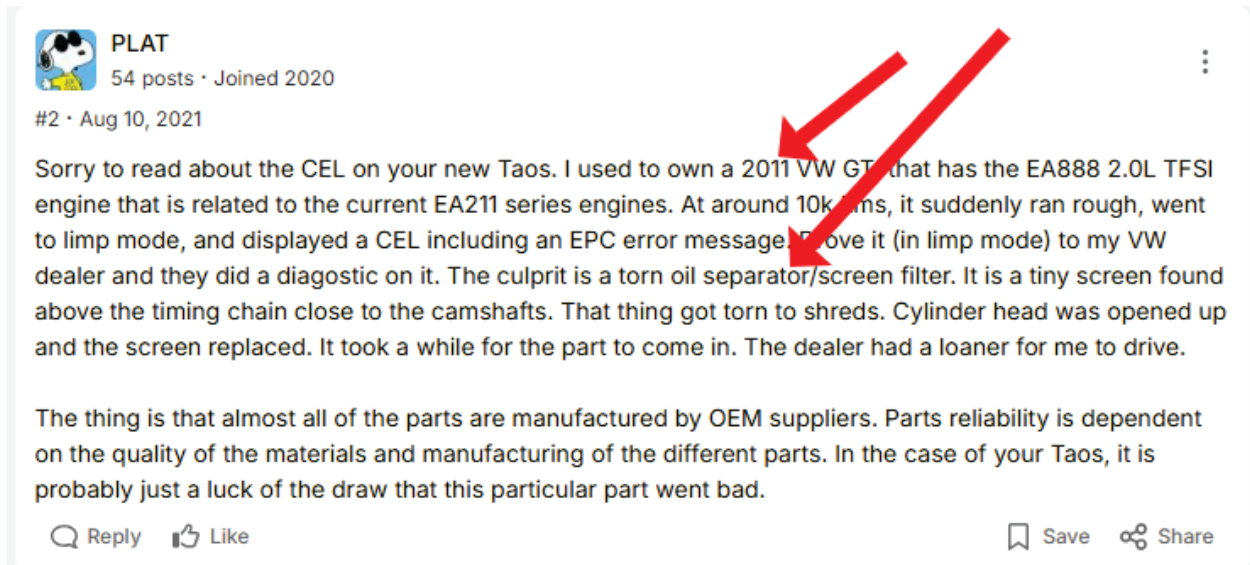 PLAT
54 posts · Joined 2020
#2 · Aug 10, 2021
Sorry to read about the CEL on your new Taos. I used to own a 2011 VW that has the EA888 2.0L TFSI
engine that is related to the current EA211 series engines. At around 10k, it suddenly ran rough, went
to limp mode, and displayed a CEL including an EPC error message. it (in limp mode) to my VW
dealer and they did a diagostic on it. The culprit is a torn oil separator/screen filter. It is a tiny screen found
above the timing chain close to the camshafts. That thing got torn to shreds. Cylinder head was opened up
and the screen replaced. It took a while for the part to come in. The dealer had a loaner for me to drive.
The thing is that almost all of the parts are manufactured by OEM suppliers. Parts reliability is dependent
on the quality of the materials and manufacturing of the different parts. In the case of your Taos, it is
probably just a luck of the draw that this particular part went bad.
Reply Like Save Share